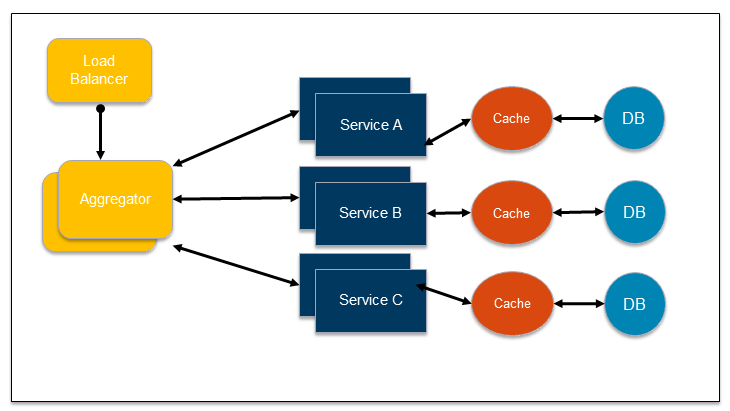 Load
Balancer
Aggregator
Service A
Cache
DB
Service B
Cache
DB
Service C
Cache
DB